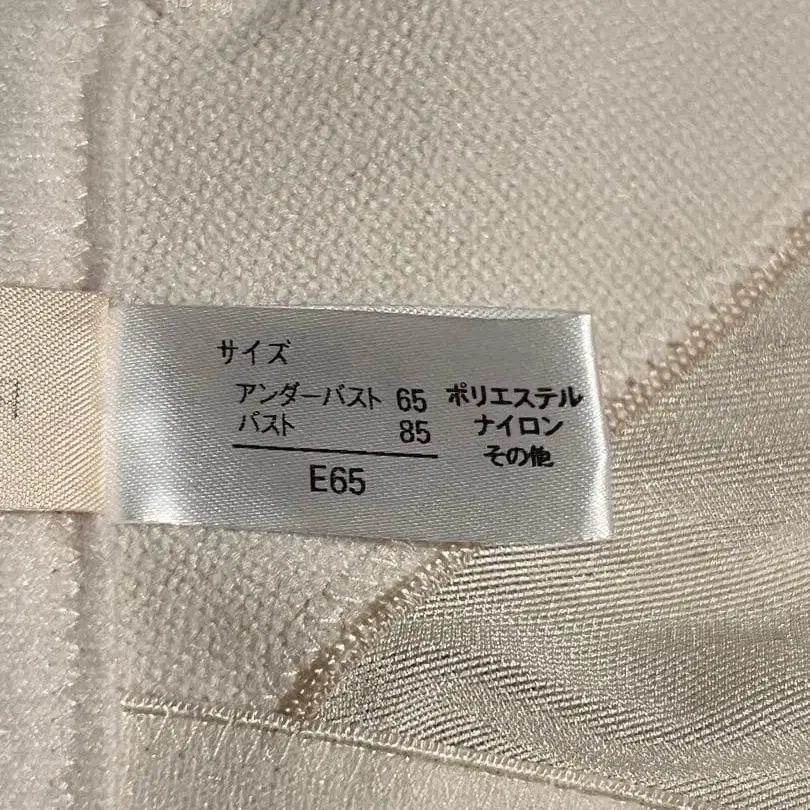 サイズ
アンダーバスト 65
バスト 85
E65
ポリエステル
ナイロン
その他